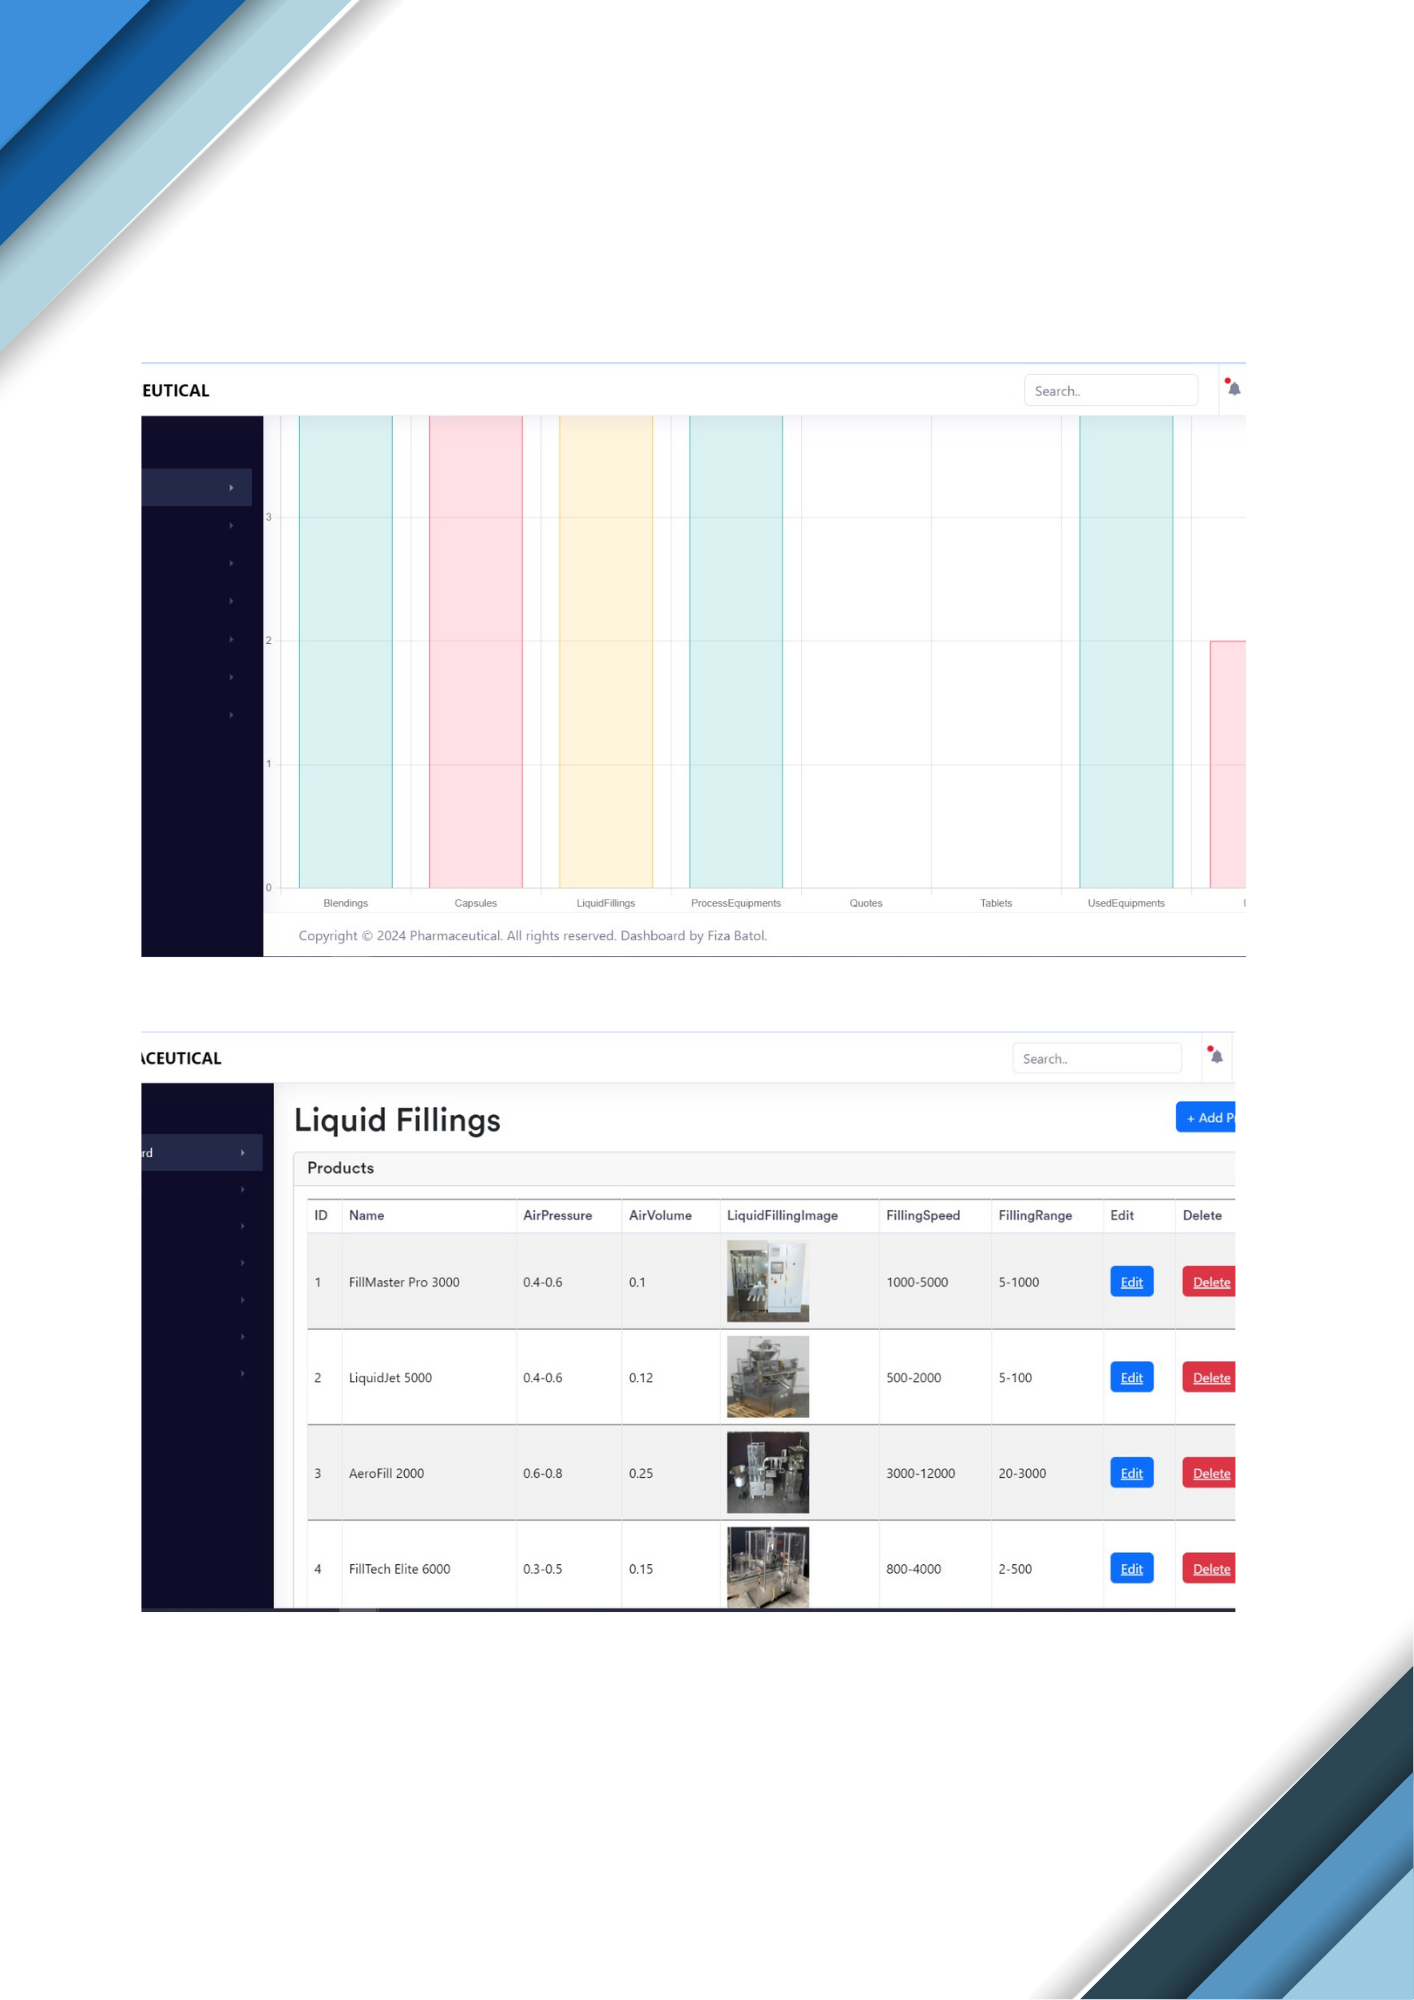 EUTICAL
Search..
3
2
1
0
Blendings Capsules LiquidFillings ProcessEquipments Quotes Tablets UsedEquipments
Copyright © 2024 Pharmaceutical. All rights reserved. Dashboard by Fiza Batol.
ACEUTICAL
Search..
Liquid Fillings
+ Add P
rd
Products
ID Name AirPressure AirVolume LiquidFillingImage FillingSpeed FillingRange Edit Delete
1 FillMaster Pro 3000 0.4-0.6 0.1 1000-5000 5-1000 Edit Delete
2 LiquidJet 5000 0.4-0.6 0.12 500-2000 5-100 Edit Delete
3 AeroFill 2000 0.6-0.8 0.25 3000-12000 20-3000 Edit Delete
4 FillTech Elite 6000 0.3-0.5 0.15 800-4000 2-500 Edit Delete